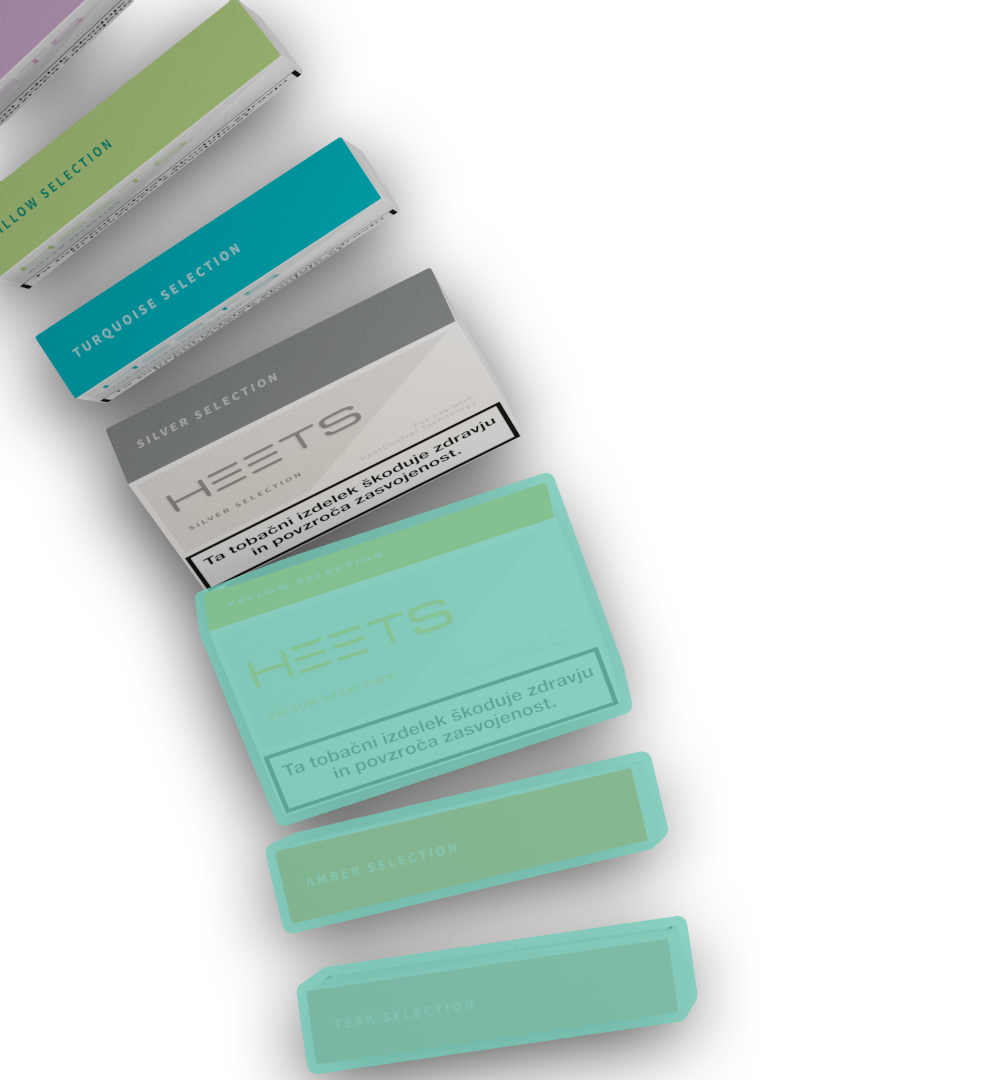 LLOW SELECTION
TURQUOISE SELECTION
SILVER SELECTION
HEETS
SILVER SELECTION
For use with
HeatControl Technology
Ta tobačni izdelek škoduje zdravju
in povzroča zasvojenost.
YELLOW SELECTION
HEETS
YELLOW SELECTION
For use with
HeatControl Technology
Ta tobačni izdelek škoduje zdravju
in povzroča zasvojenost.
AMBER SELECTION
TEAK SELECTION